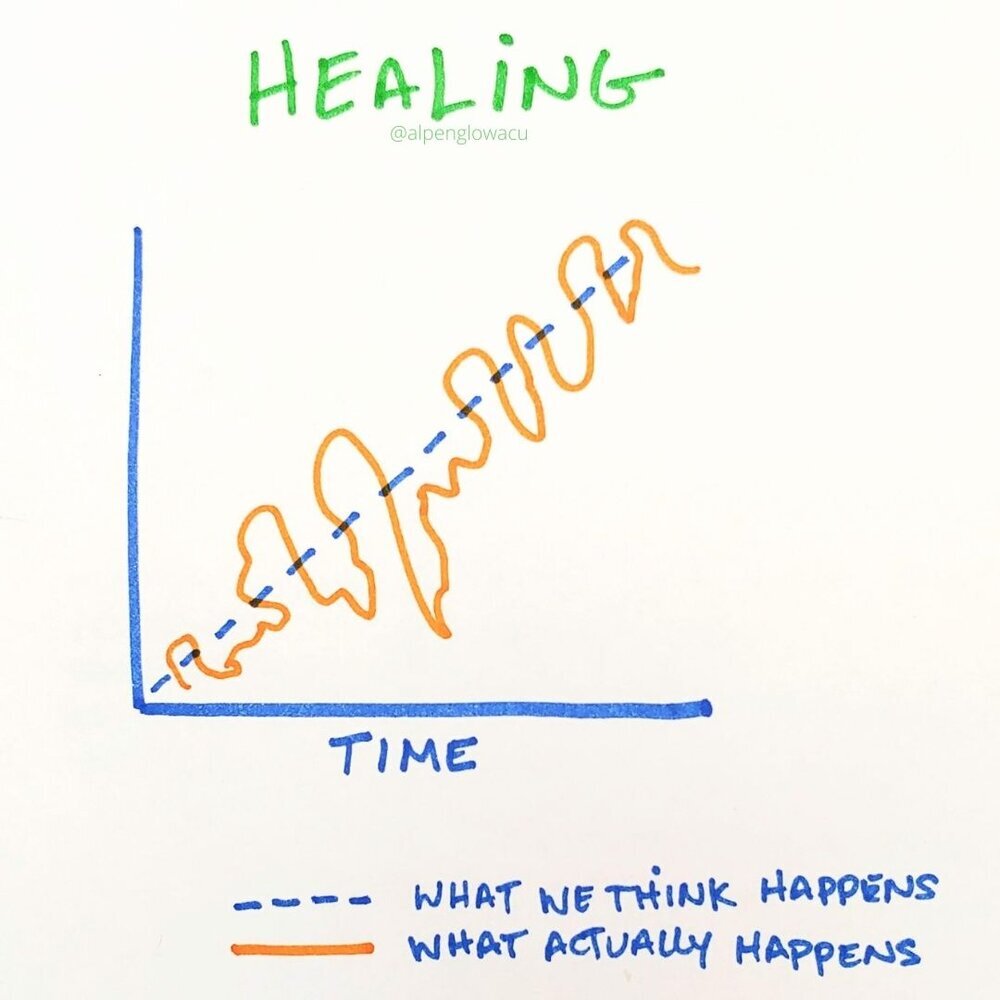 HEALiNG
@alpenglowacu
TIME
WHAT WE THiNK HAPPENS
WHAT ACTUALLY HAPPENS